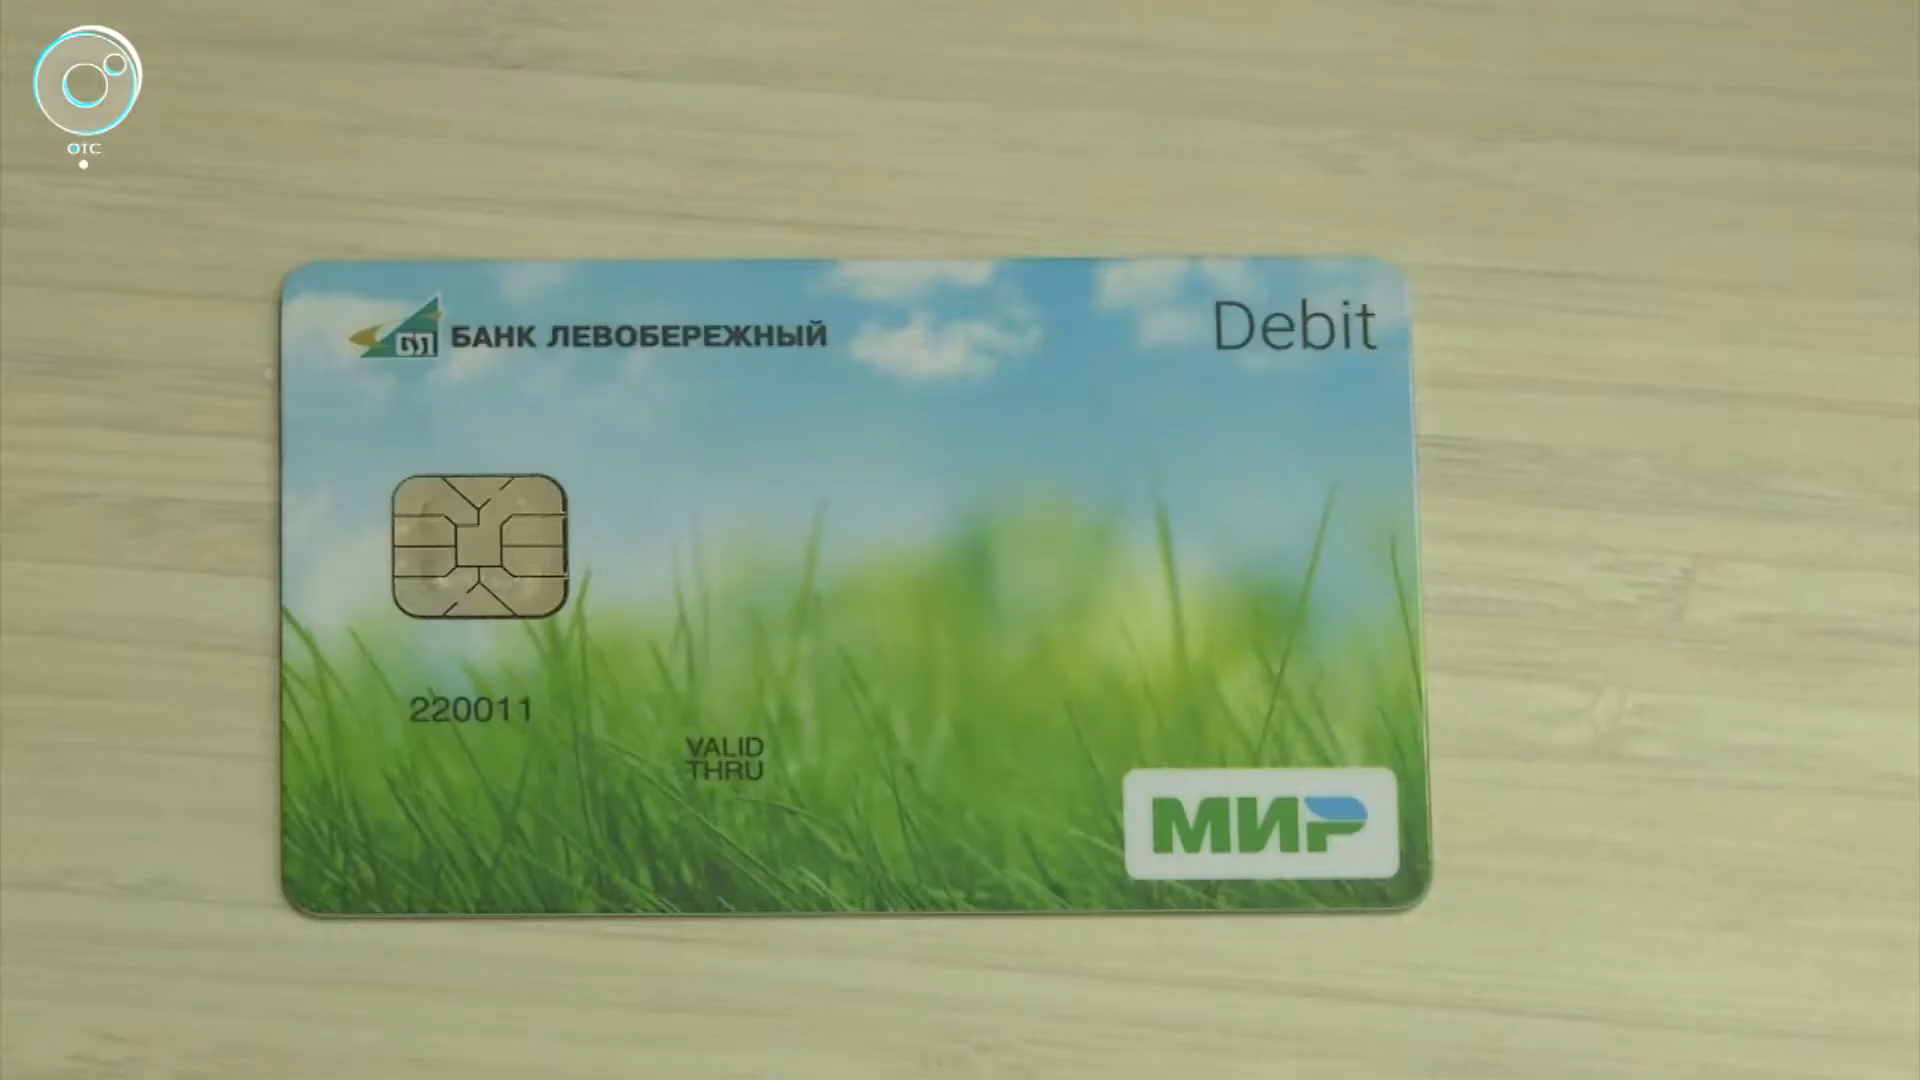 ОТС
БАНК ЛЕВОБЕРЕЖНЫЙ
Debit
220011
VALID
THRU
МИР